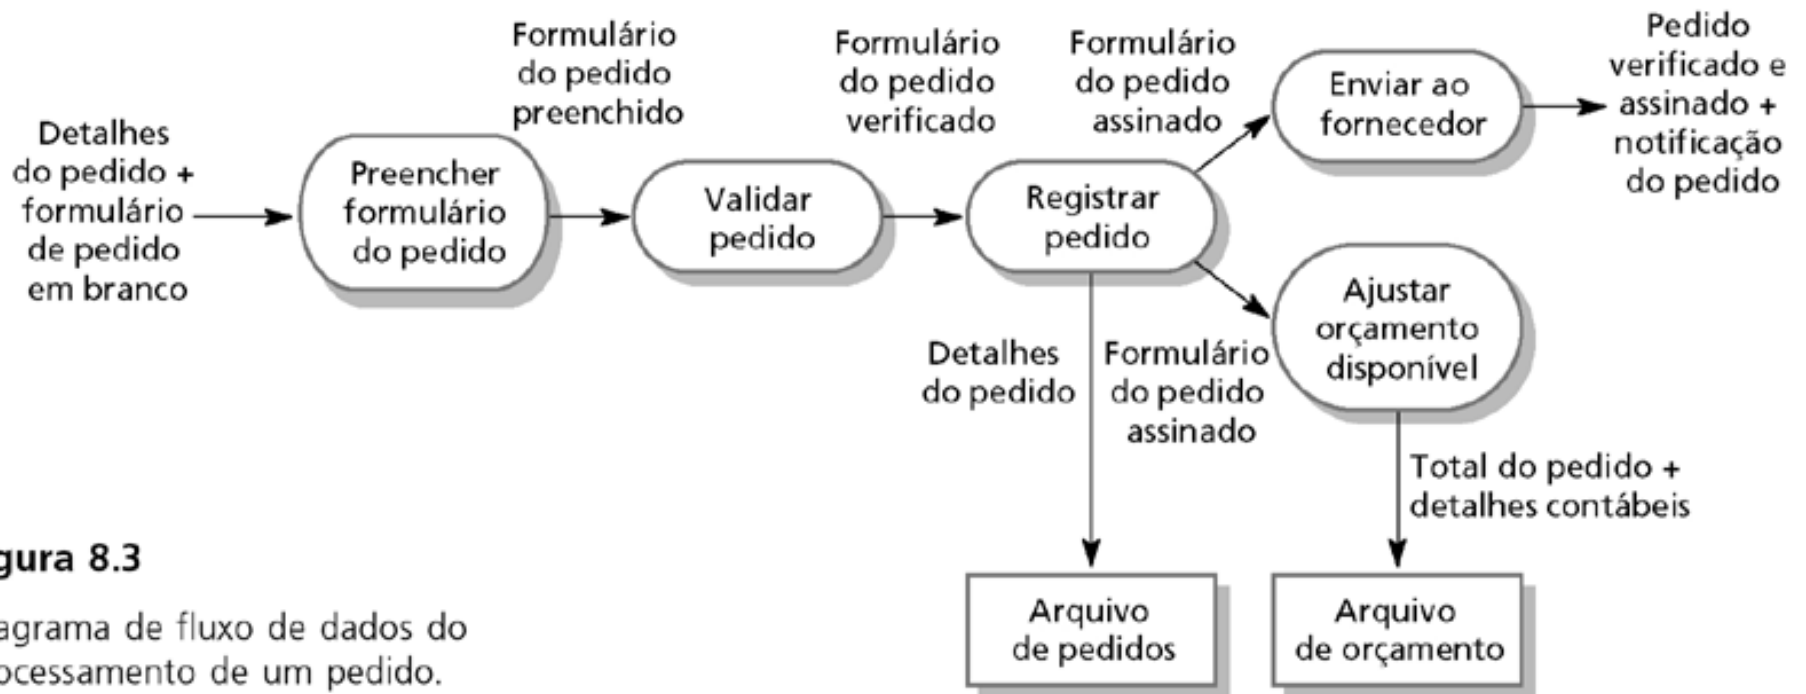 Detalhes
do pedido +
formulário
de pedido
em branco
Preencher
formulário
do pedido
Formulário
do pedido
preenchido
Validar
pedido
Formulário
do pedido
verificado
Registrar
pedido
Formulário
do pedido
assinado
Enviar ao
fornecedor
Pedido
verificado e
assinado +
notificação
do pedido
Detalhes
do pedido
Formulário
do pedido
assinado
Ajustar
orçamento
disponível
Total do pedido +
detalhes contábeis
Arquivo
de pedidos
Arquivo
de orçamento
gura 8.3
agrama de fluxo de dados do
ocessamento de um pedido.